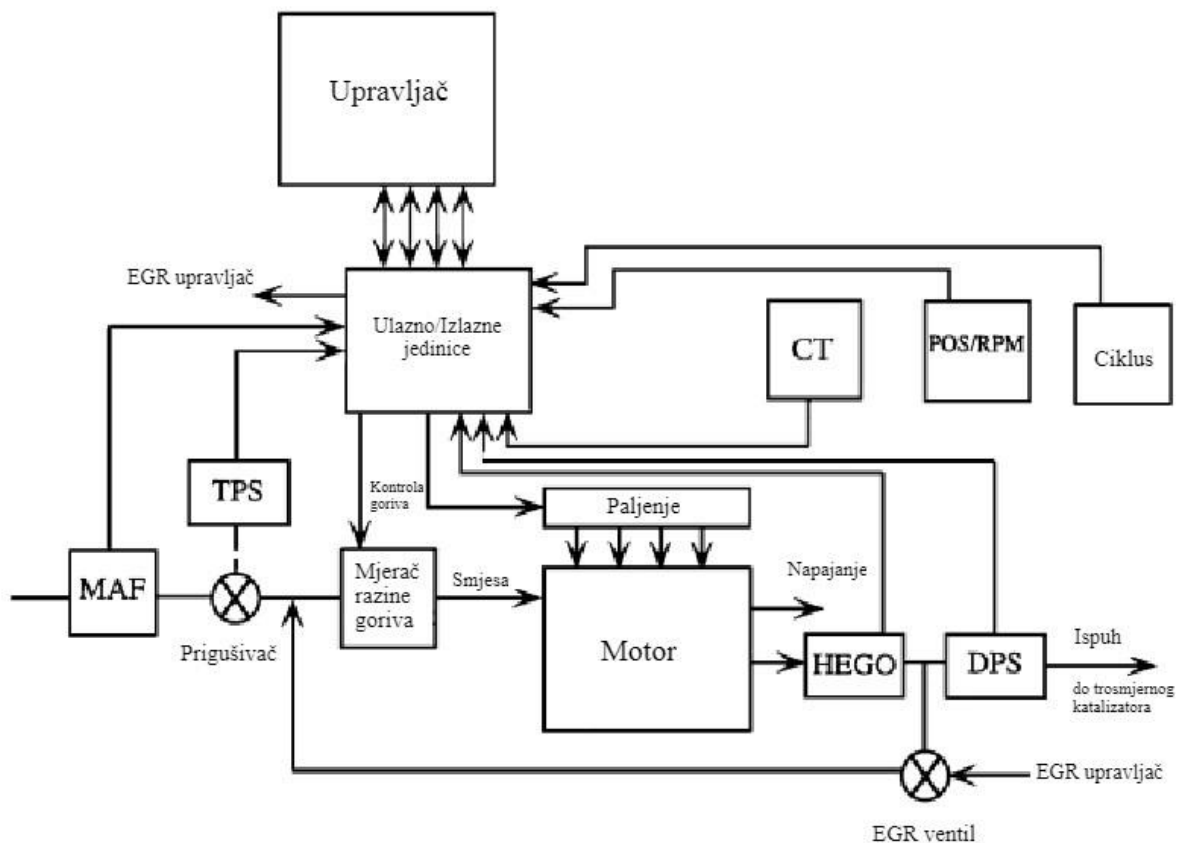 Upravljač
EGR upravljač
Ulazno/Izlazne
jedinice
CT
POS/RPM
Ciklus
TPS
Kontrola
goriva
Paljenje
MAF
Mjerač
razine
goriva
Smjesa
Napajanje
Prigušivač
Motor
HEGO
DPS
Ispuh
do trosmjernog
katalizatora
EGR upravljač
EGR ventil